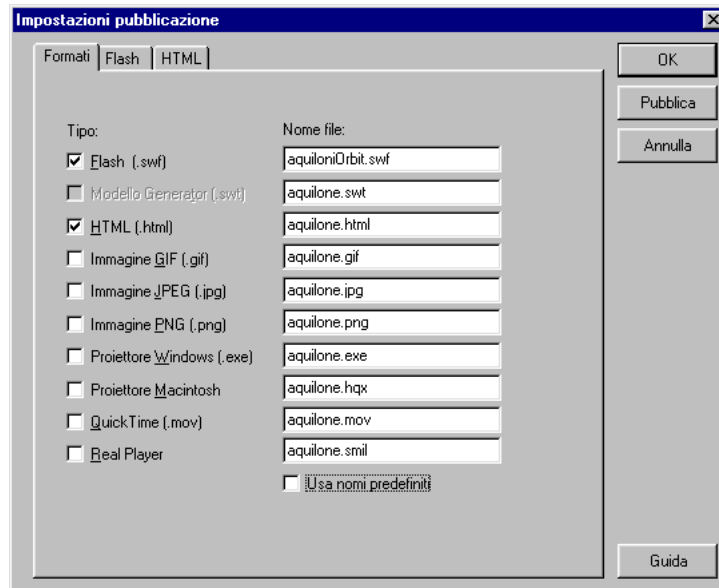 Impostazioni pubblicazione
Formati Flash HTML
OK
Pubblica
Annulla
Tipo: Nome file:
Flash (.swf) aquiloniOrbit.swf
Modello Generator (.swt) aquilone.swt
HTML (.html) aquilone.html
Immagine GIF (.gif) aquilone.gif
Immagine JPEG (.jpg) aquilone.jpg
Immagine PNG (.png) aquilone.png
Proiettore Windows (.exe) aquilone.exe
Proiettore Macintosh aquilone.hqx
QuickTime (.mov) aquilone.mov
Real Player aquilone.smil
Usa nomi predefiniti
Guida